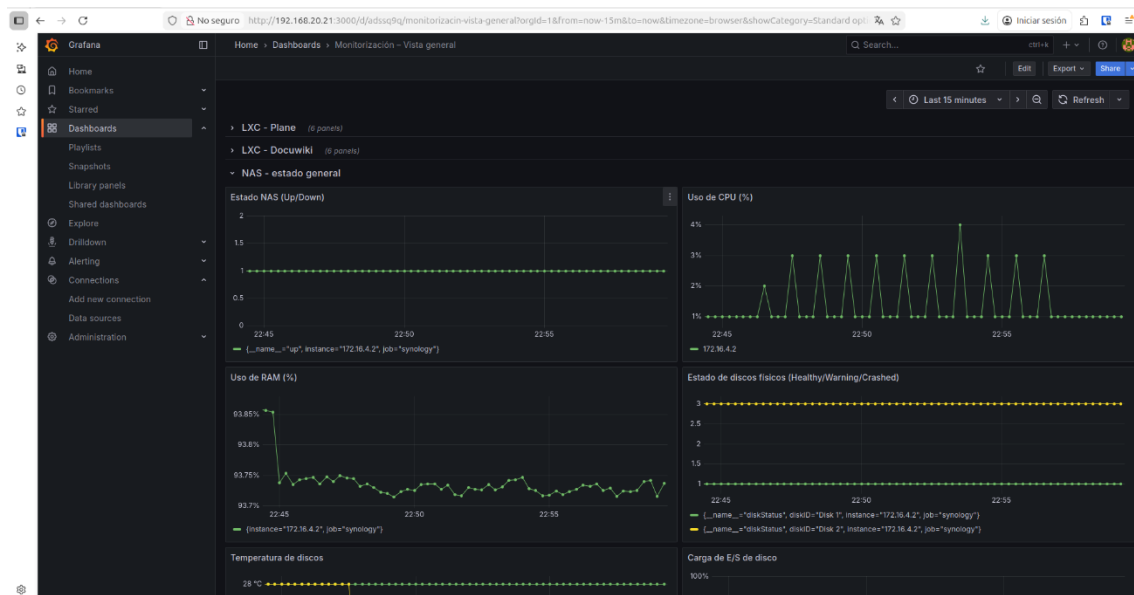 No seguro
http://192.168.20.21:3000/d/adssq9q/monitorizacin-vista-general?orgId=1&from=now-15m&to=now&timezone=browser&showCategory=Standard opti
Iniciar sesión
Grafana
Home › Dashboards › Monitorización – Vista general
Search...
ctrl+k
Edit
Export
Share
Last 15 minutes
Refresh
Home
Bookmarks
Starred
Dashboards
Playlists
Snapshots
Library panels
Shared dashboards
Explore
Drilldown
Alerting
Connections
Add new connection
Data sources
Administration
LXC - Plane (6 panels)
LXC - Docuwiki (6 panels)
NAS - estado general
Estado NAS (Up/Down)
2
1.5
1
0.5
0
22:45 22:50 22:55
{__name__="up", instance="172.16.4.2", job="synology"}
Uso de CPU (%)
4%
3%
2%
1%
22:45 22:50 22:55
172.16.4.2
Uso de RAM (%)
93.85%
93.8%
93.75%
93.7%
22:45 22:50 22:55
{instance="172.16.4.2", job="synology"}
Estado de discos físicos (Healthy/Warning/Crashed)
3
2.5
2
1.5
1
22:45 22:50 22:55
{__name__="diskStatus", diskID="Disk 1", instance="172.16.4.2", job="synology"}
{__name__="diskStatus", diskID="Disk 2", instance="172.16.4.2", job="synology"}
Temperatura de discos
28 °C
Carga de E/S de disco
100%